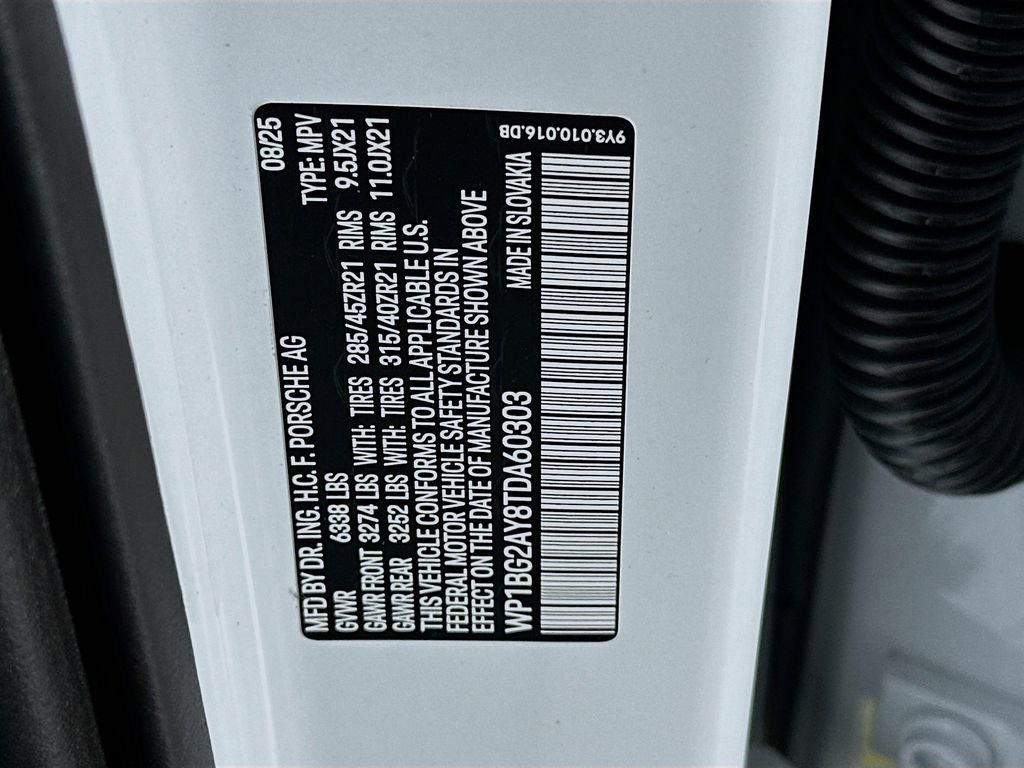 MFD BY DR. ING. H.C. F. PORSCHE AG 08/25
GVWR 6338 LBS TYPE: MPV
GAWR FRONT 3274 LBS WITH: TIRES 285/45ZR21 RIMS 9.5JX21
GAWR REAR 3252 LBS WITH: TIRES 315/40ZR21 RIMS 11.0JX21
THIS VEHICLE CONFORMS TO ALL APPLICABLE U.S.
FEDERAL MOTOR VEHICLE SAFETY STANDARDS IN
EFFECT ON THE DATE OF MANUFACTURE SHOWN ABOVE
WP1BG2AY8TDA60303 MADE IN SLOVAKIA
9Y3.010.016.DB